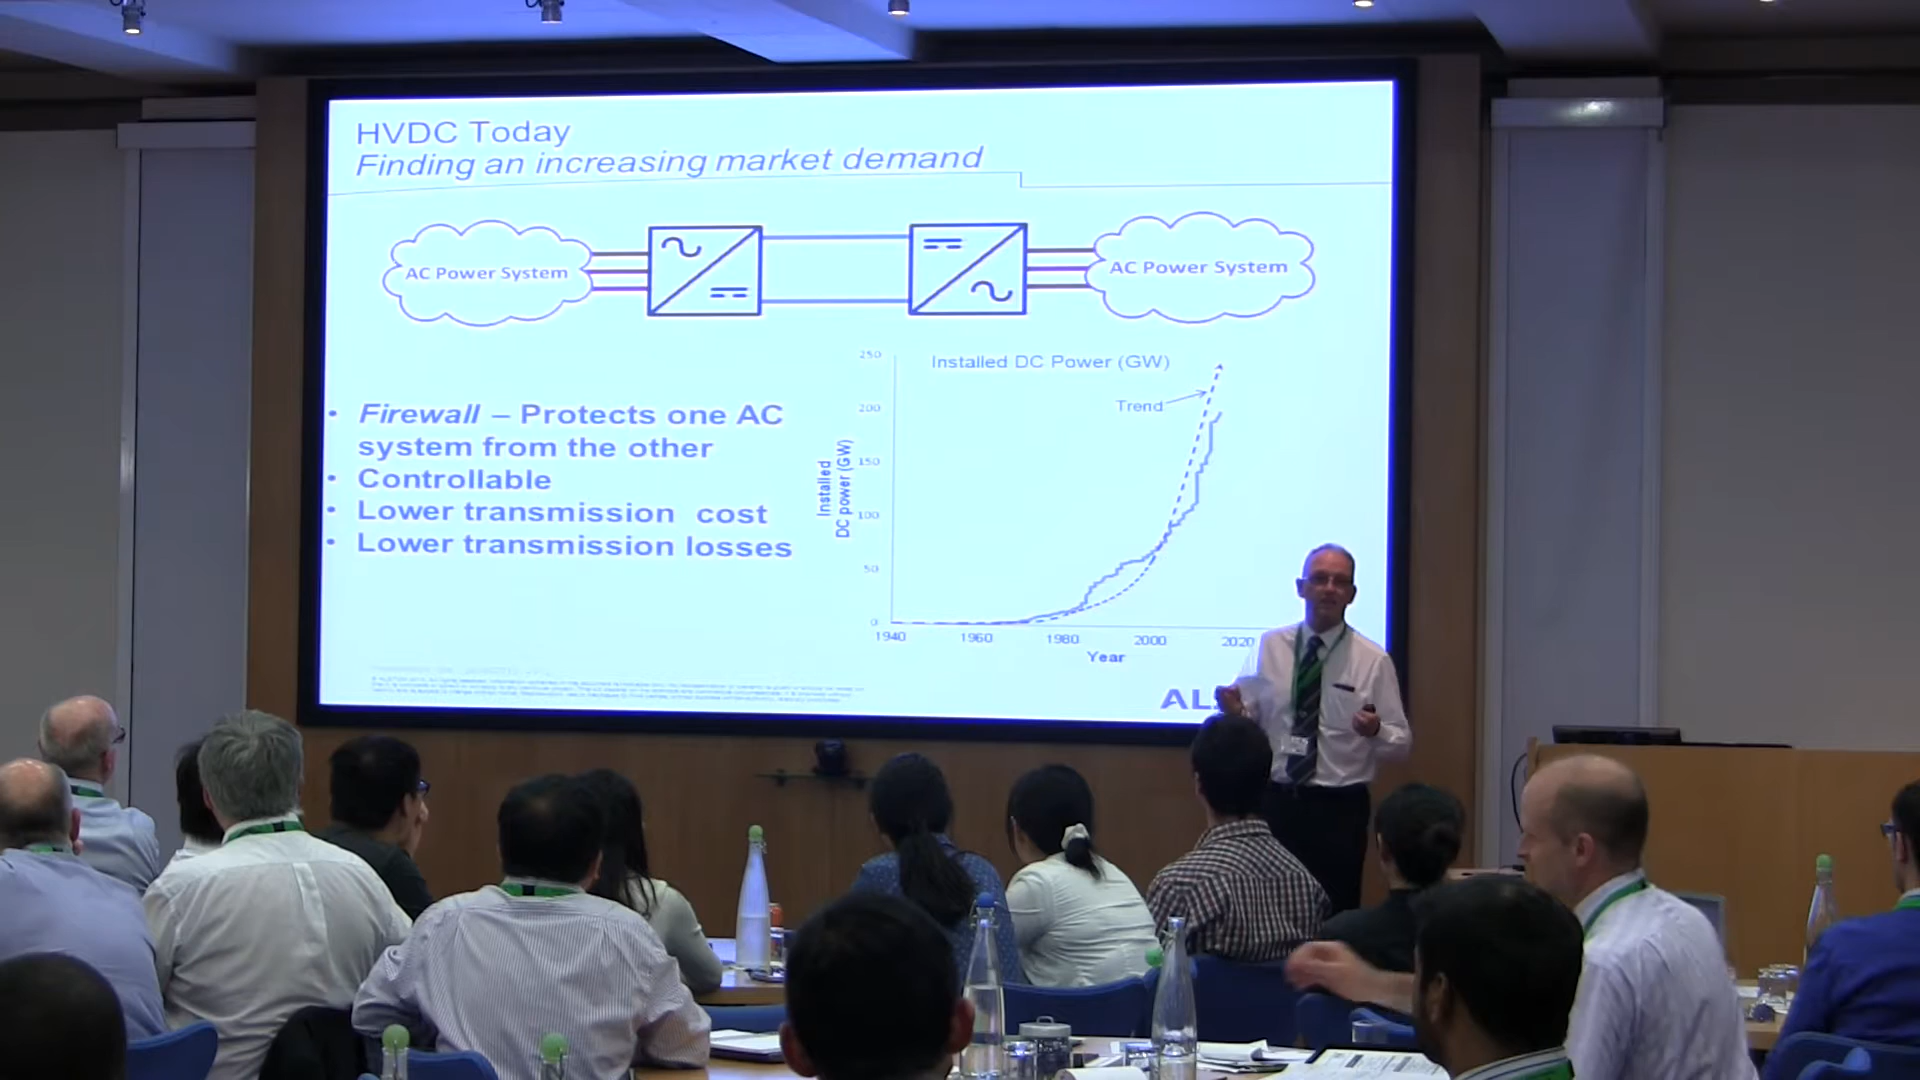 HVDC Today
Finding an increasing market demand
AC Power System
AC Power System
• Firewall – Protects one AC
system from the other
• Controllable
• Lower transmission cost
• Lower transmission losses
Installed DC Power (GW)
Trend
Installed
DC power (GW)
250
200
150
100
50
0
1940 1960 1980 2000 2020
Year
AL